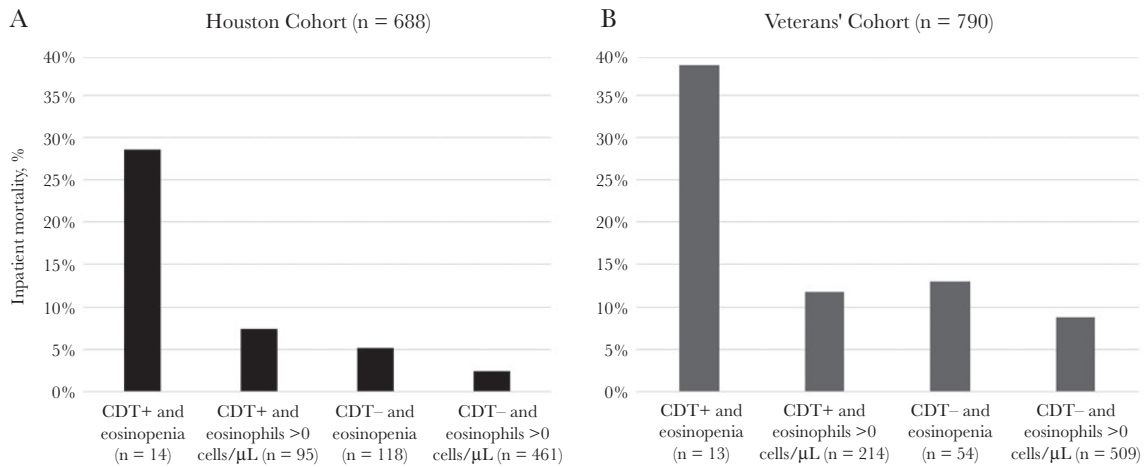 A
Houston Cohort (n = 688)
Inpatient mortality, %
40%
35%
30%
25%
20%
15%
10%
5%
0%
CDT+ and
eosinopenia
(n = 14)
CDT+ and
eosinophils >0
cells/μL (n = 95)
CDT– and
eosinopenia
(n = 118)
CDT– and
eosinophils >0
cells/μL (n = 461)
B
Veterans' Cohort (n = 790)
40%
35%
30%
25%
20%
15%
10%
5%
0%
CDT+ and
eosinopenia
(n = 13)
CDT+ and
eosinophils >0
cells/μL (n = 214)
CDT– and
eosinopenia
(n = 54)
CDT– and
eosinophils >0
cells/μL (n = 509)